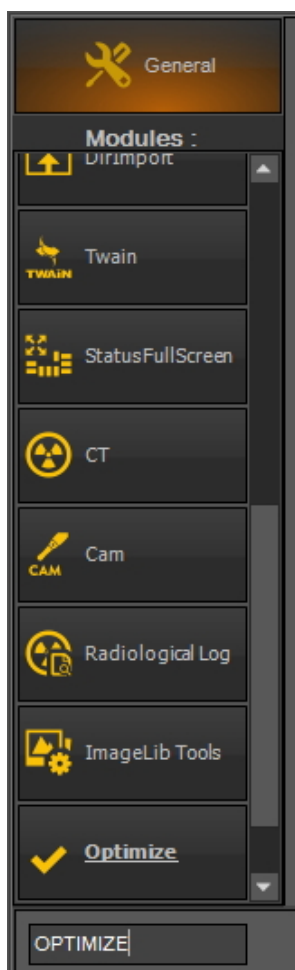 General
Modules :
DirImport
Twain
TWAIN
StatusFullScreen
CT
Cam
CAM
Radiological Log
ImageLib Tools
Optimize
OPTIMIZE